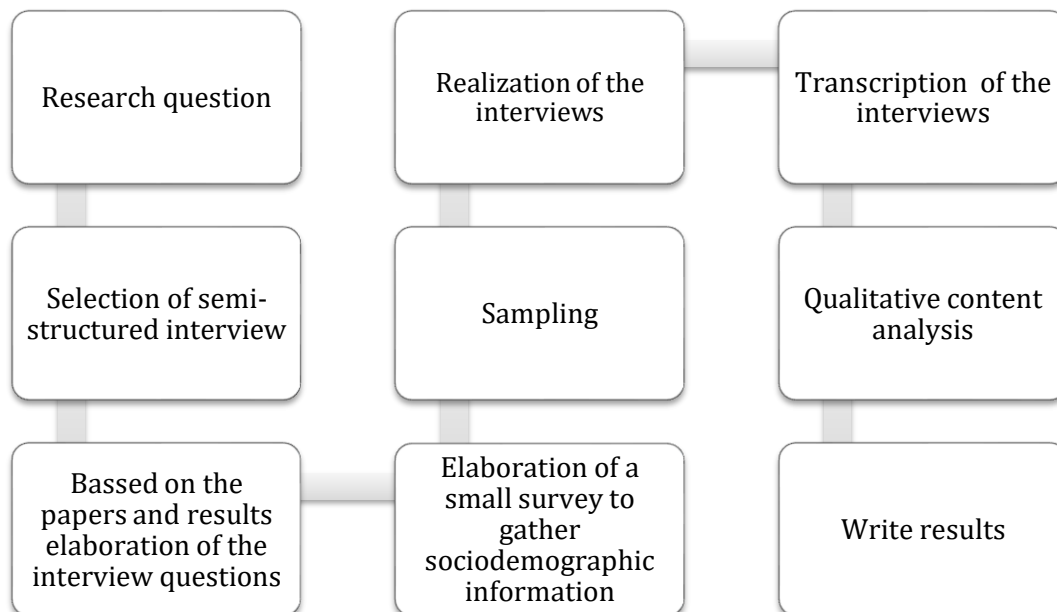 Research question
Selection of semi-
structured interview
Bassed on the
papers and results
elaboration of the
interview questions
Elaboration of a
small survey to
gather
sociodemographic
information
Sampling
Realization of the
interviews
Transcription  of the
interviews
Qualitative content
analysis
Write results